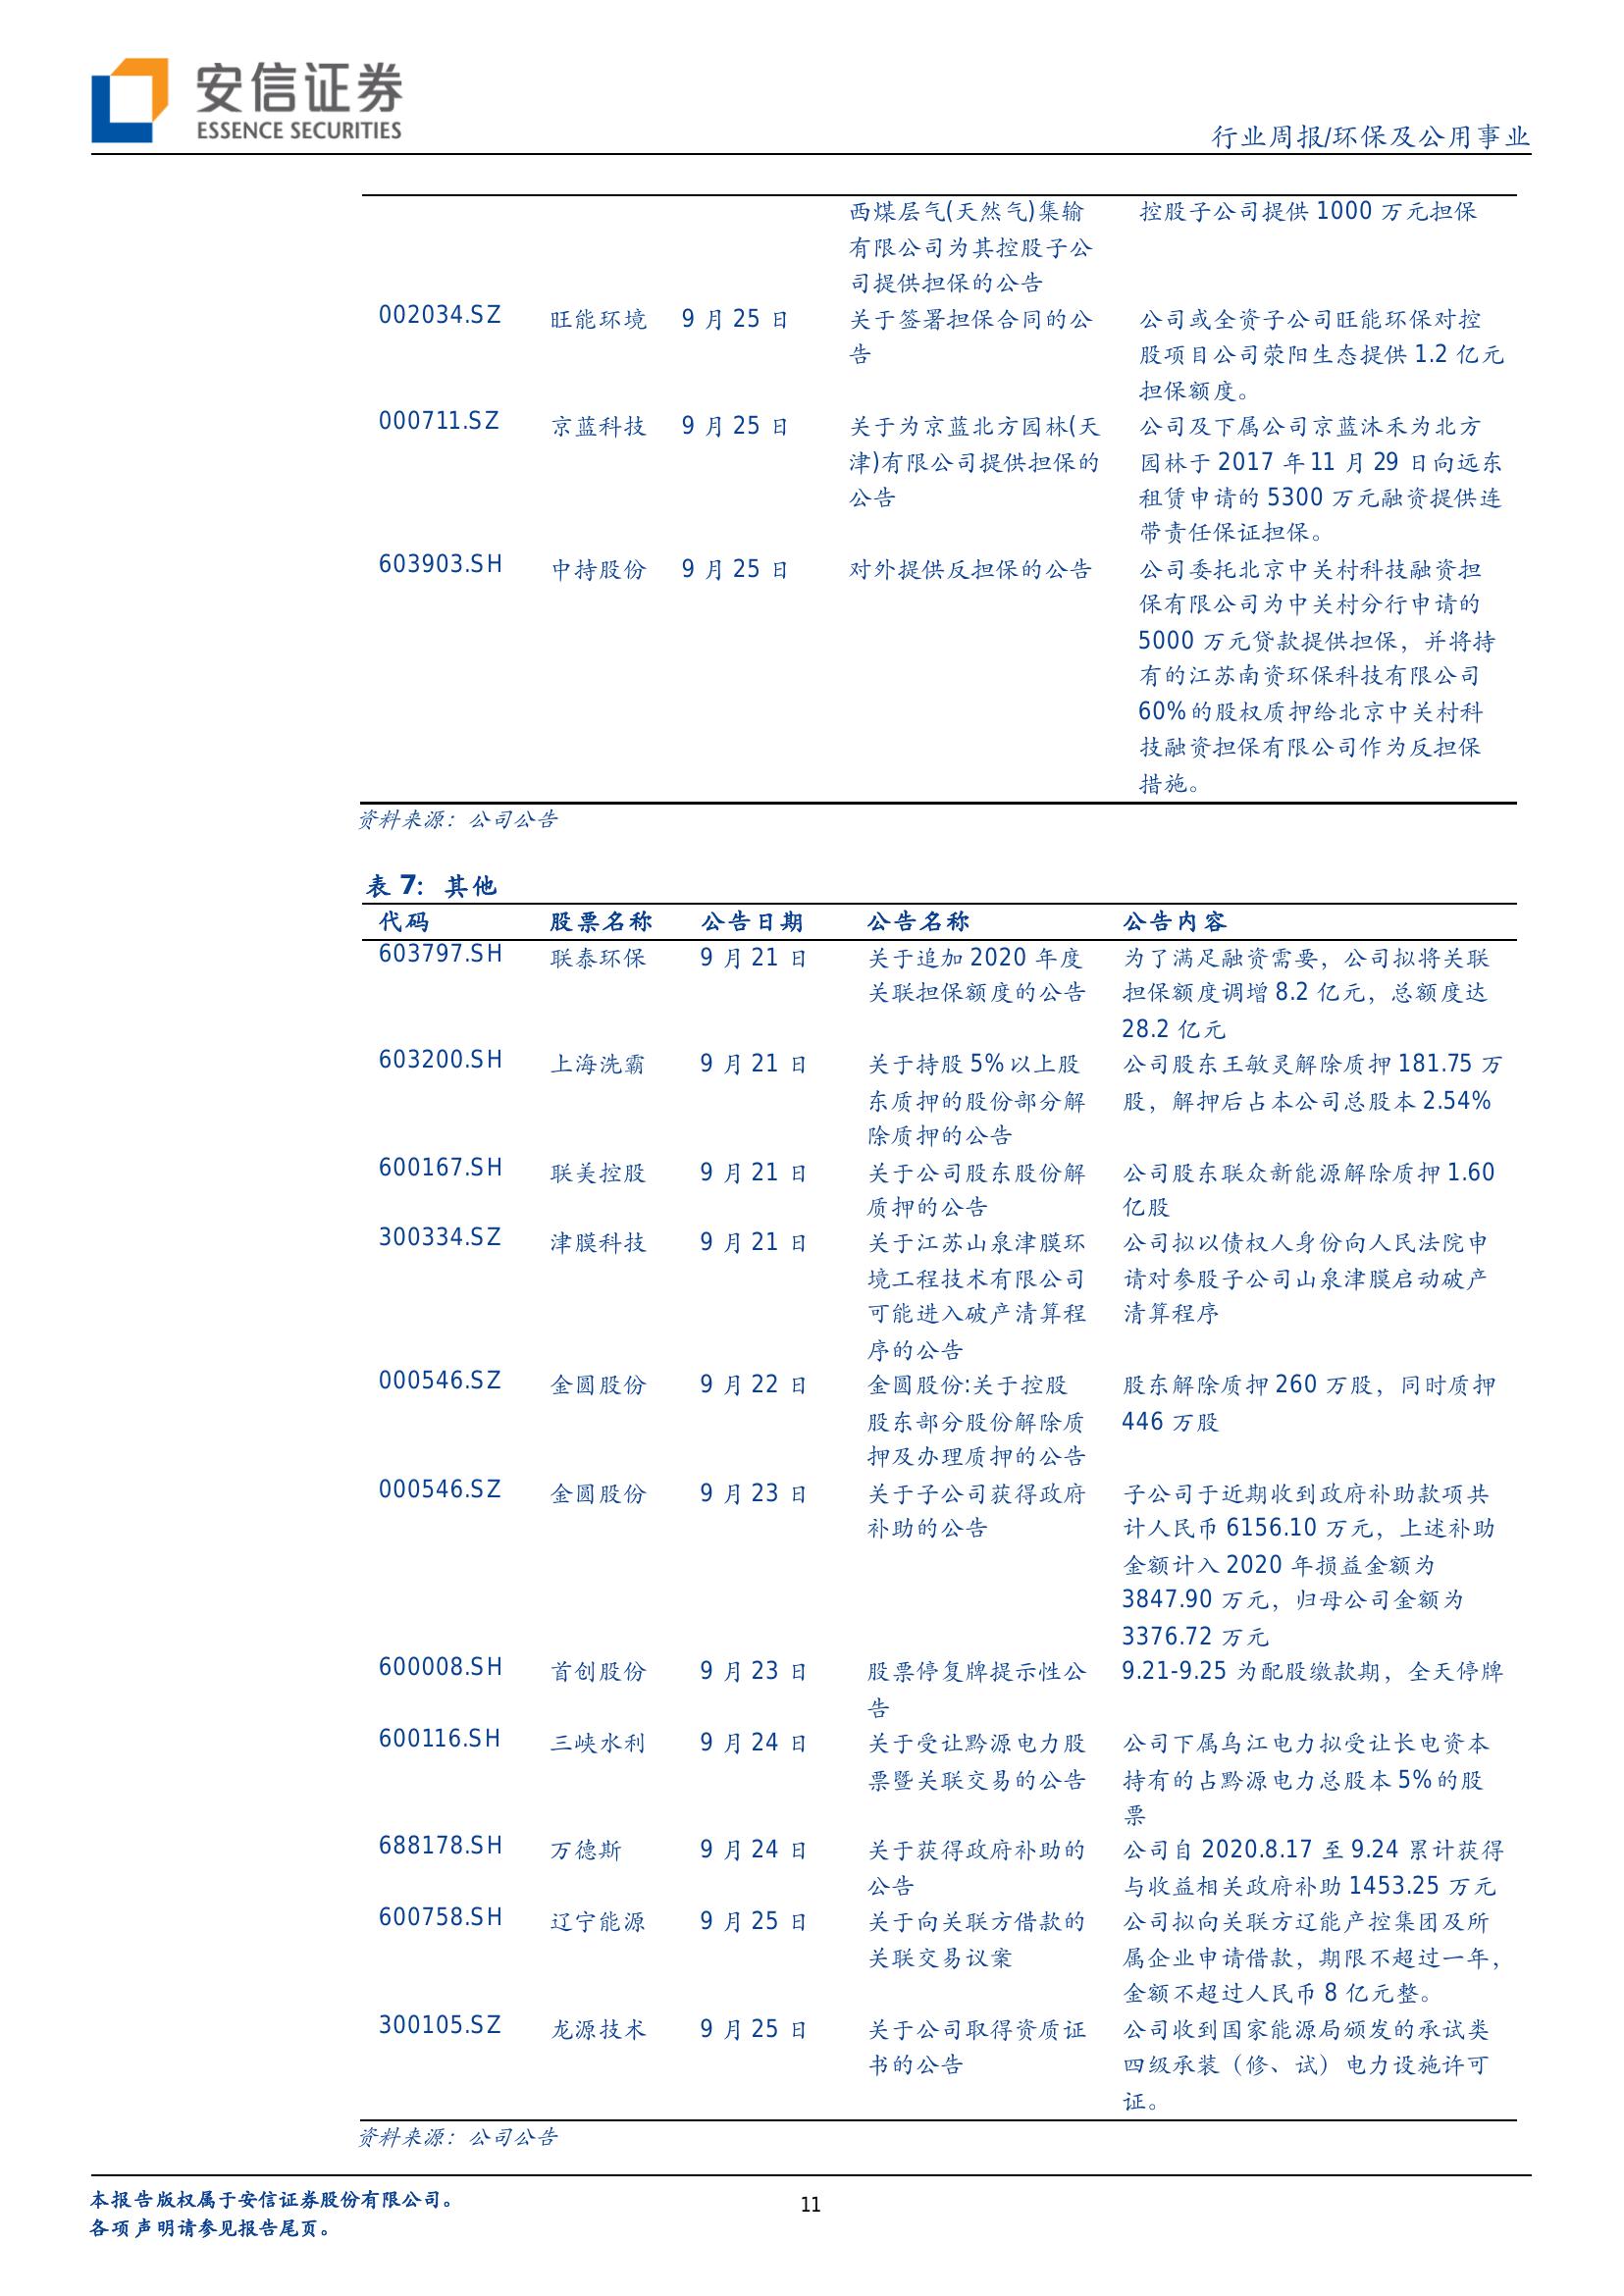 安信证券
ESSENCE SECURITIES
行业周报/环保及公用事业
西煤层气(天然气)集输 控股子公司提供 1000 万元担保
有限公司为其控股子公
司提供担保的公告
002034.SZ 旺能环境 9 月 25 日 关于签署担保合同的公 公司或全资子公司旺能环保对控
告 股项目公司荥阳生态提供 1.2 亿元
担保额度。
000711.SZ 京蓝科技 9 月 25 日 关于为京蓝北方园林(天 公司及下属公司京蓝沐禾为北方
津)有限公司提供担保的 园林于 2017 年 11 月 29 日向远东
公告 租赁申请的 5300 万元融资提供连
带责任保证担保。
603903.SH 中持股份 9 月 25 日 对外提供反担保的公告 公司委托北京中关村科技融资担
保有限公司为中关村分行申请的
5000 万元贷款提供担保，并将持
有的江苏南资环保科技有限公司
60%的股权质押给北京中关村科
技融资担保有限公司作为反担保
措施。
资料来源：公司公告
表 7：其他
代码 股票名称 公告日期 公告名称 公告内容
603797.SH 联泰环保 9 月 21 日 关于追加 2020 年度 为了满足融资需要，公司拟将关联
关联担保额度的公告 担保额度调增 8.2 亿元，总额度达
28.2 亿元
603200.SH 上海洗霸 9 月 21 日 关于持股 5%以上股 公司股东王敏灵解除质押 181.75 万
东质押的股份部分解 股，解押后占本公司总股本 2.54%
除质押的公告
600167.SH 联美控股 9 月 21 日 关于公司股东股份解 公司股东联众新能源解除质押 1.60
质押的公告 亿股
300334.SZ 津膜科技 9 月 21 日 关于江苏山泉津膜环 公司拟以债权人身份向人民法院申
境工程技术有限公司 请对参股子公司山泉津膜启动破产
可能进入破产清算程 清算程序
序的公告
000546.SZ 金圆股份 9 月 22 日 金圆股份:关于控股 股东解除质押 260 万股，同时质押
股东部分股份解除质 446 万股
押及办理质押的公告
000546.SZ 金圆股份 9 月 23 日 关于子公司获得政府 子公司于近期收到政府补助款项共
补助的公告 计人民币 6156.10 万元，上述补助
金额计入 2020 年损益金额为
3847.90 万元，归母公司金额为
3376.72 万元
600008.SH 首创股份 9 月 23 日 股票停复牌提示性公 9.21-9.25 为配股缴款期，全天停牌
告
600116.SH 三峡水利 9 月 24 日 关于受让黔源电力股 公司下属乌江电力拟受让长电资本
票暨关联交易的公告 持有的占黔源电力总股本 5%的股
票
688178.SH 万德斯 9 月 24 日 关于获得政府补助的 公司自 2020.8.17 至 9.24 累计获得
公告 与收益相关政府补助 1453.25 万元
600758.SH 辽宁能源 9 月 25 日 关于向关联方借款的 公司拟向关联方辽能产控集团及所
关联交易议案 属企业申请借款，期限不超过一年，
金额不超过人民币 8 亿元整。
300105.SZ 龙源技术 9 月 25 日 关于公司取得资质证 公司收到国家能源局颁发的承试类
书的公告 四级承装（修、试）电力设施许可
证。
资料来源：公司公告
本报告版权属于安信证券股份有限公司。
各项声明请参见报告尾页。
11